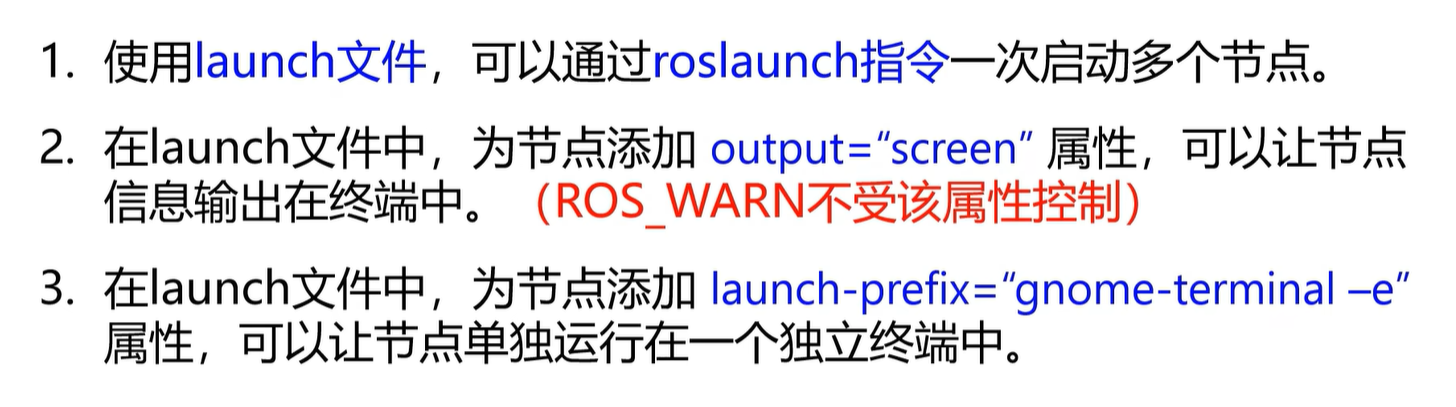 1. 使用launch文件，可以通过roslaunch指令一次启动多个节点。
2. 在launch文件中，为节点添加 output=“screen” 属性，可以让节点
信息输出在终端中。（ROS_WARN不受该属性控制）
3. 在launch文件中，为节点添加 launch-prefix=“gnome-terminal –e”
属性，可以让节点单独运行在一个独立终端中。